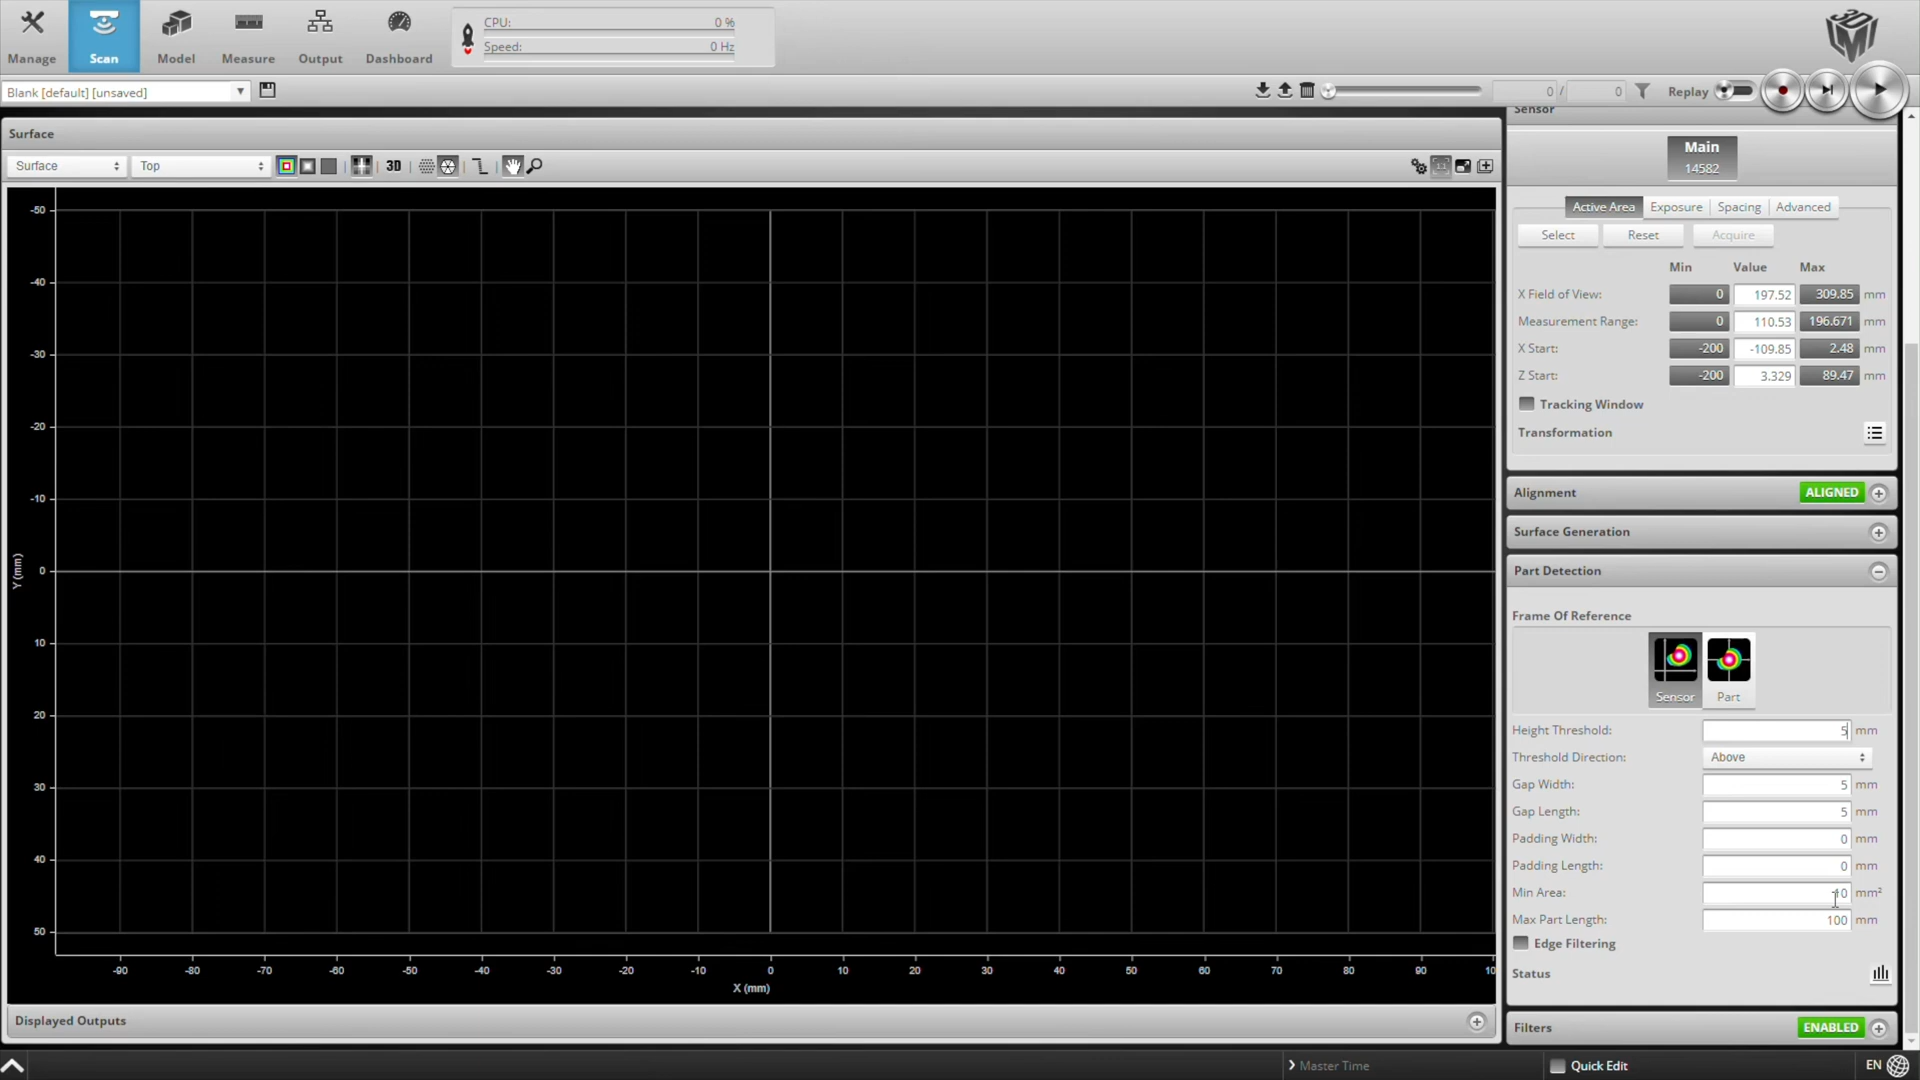 CPU: 0 %
Speed: 0 Hz
Manage Scan Model Measure Output Dashboard
Blank [default] [unsaved]
0 / 0
Replay
Surface
Surface Top 3D
-50
-40
-30
-20
-10
0
10
20
30
40
50
Y (mm)
-90 -80 -70 -60 -50 -40 -30 -20 -10 0 10 20 30 40 50 60 70 80 90 10
X (mm)
Displayed Outputs
Sensor
Main
14582
Active Area Exposure Spacing Advanced
Select Reset Acquire
Min Value Max
X Field of View: 0 197.52 309.85 mm
Measurement Range: 0 110.53 196.671 mm
X Start: -200 -109.85 2.48 mm
Z Start: -200 3.329 89.47 mm
Tracking Window
Transformation
Alignment ALIGNED
Surface Generation
Part Detection
Frame Of Reference
Sensor Part
Height Threshold: 5 mm
Threshold Direction: Above
Gap Width: 5 mm
Gap Length: 5 mm
Padding Width: 0 mm
Padding Length: 0 mm
Min Area: 10 mm²
Max Part Length: 100 mm
Edge Filtering
Status
Filters ENABLED
Master Time
Quick Edit
EN